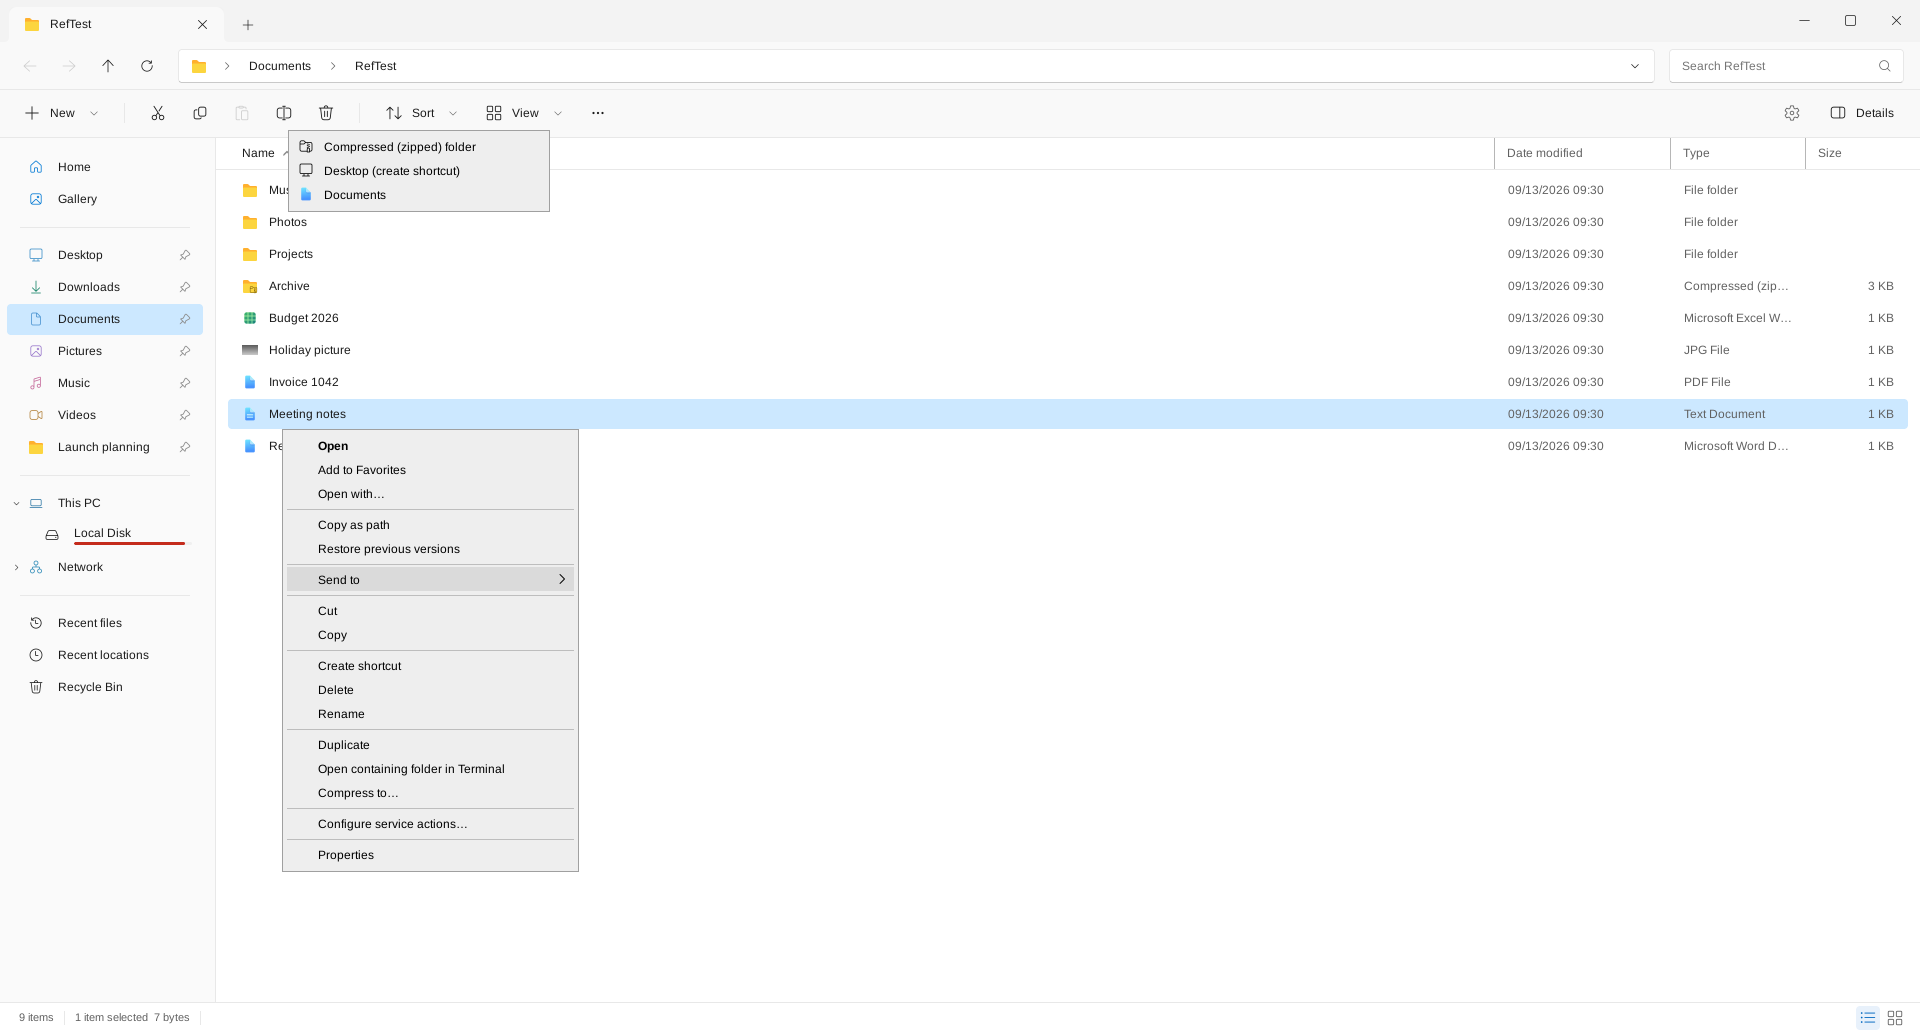 RefTest
Documents
RefTest
Search RefTest
New
Sort
View
Details
Name
Date modified
Type
Size
Compressed (zipped) folder
Desktop (create shortcut)
Documents
Home
Gallery
Desktop
Downloads
Documents
Pictures
Music
Videos
Launch planning
This PC
Local Disk
Network
Recent files
Recent locations
Recycle Bin
09/13/2026 09:30 File folder
Photos 09/13/2026 09:30 File folder
Projects 09/13/2026 09:30 File folder
Archive 09/13/2026 09:30 Compressed (zip… 3 KB
Budget 2026 09/13/2026 09:30 Microsoft Excel W… 1 KB
Holiday picture 09/13/2026 09:30 JPG File 1 KB
Invoice 1042 09/13/2026 09:30 PDF File 1 KB
Meeting notes 09/13/2026 09:30 Text Document 1 KB
09/13/2026 09:30 Microsoft Word D… 1 KB
Open
Add to Favorites
Open with…
Copy as path
Restore previous versions
Send to
Cut
Copy
Create shortcut
Delete
Rename
Duplicate
Open containing folder in Terminal
Compress to…
Configure service actions…
Properties
9 items
1 item selected 7 bytes